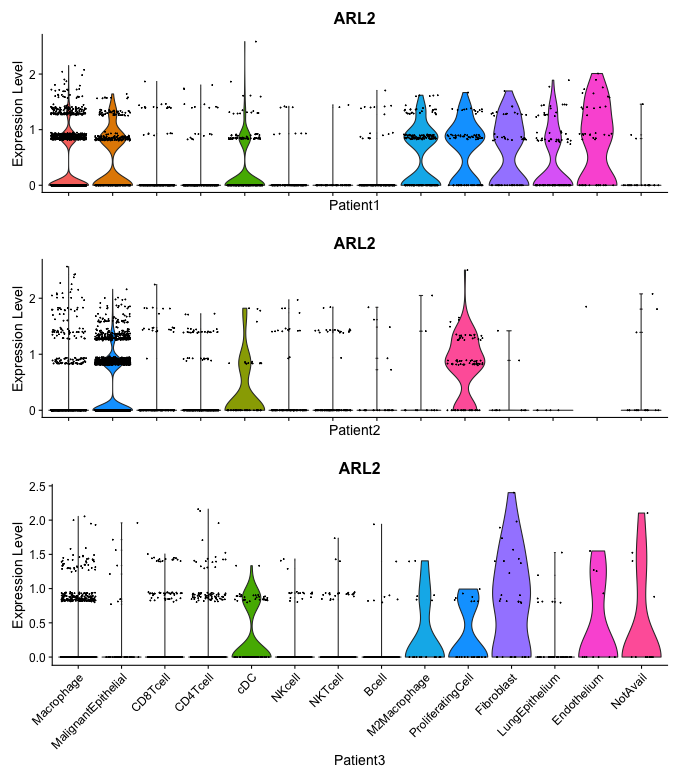 ARL2
Expression Level
2
1
0
Patient1
ARL2
Expression Level
2
1
0
Patient2
ARL2
Expression Level
2.5
2.0
1.5
1.0
0.5
0.0
Macrophage
MalignantEpithelial
CD8Tcell
CD4Tcell
cDC
NKcell
NKTcell
Bcell
M2Macrophage
ProliferatingCell
Fibroblast
LungEpithelium
Endothelium
NotAvail
Patient3